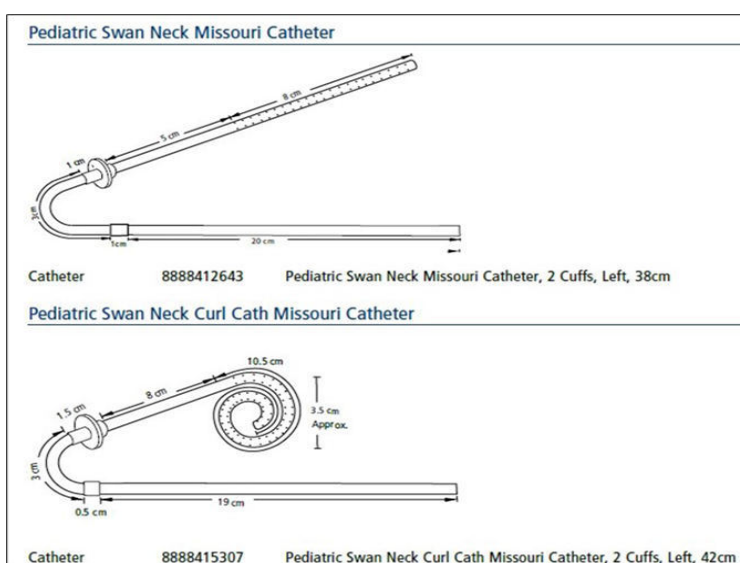 Pediatric Swan Neck Missouri Catheter
8 cm
5 cm
1 cm
3cm
1cm
20 cm
Catheter 8888412643 Pediatric Swan Neck Missouri Catheter, 2 Cuffs, Left, 38cm
Pediatric Swan Neck Curl Cath Missouri Catheter
10.5 cm
8 cm
1.5 cm
3.5 cm
Approx.
3 cm
19 cm
0.5 cm
Catheter 8888415307 Pediatric Swan Neck Curl Cath Missouri Catheter, 2 Cuffs, Left, 42cm